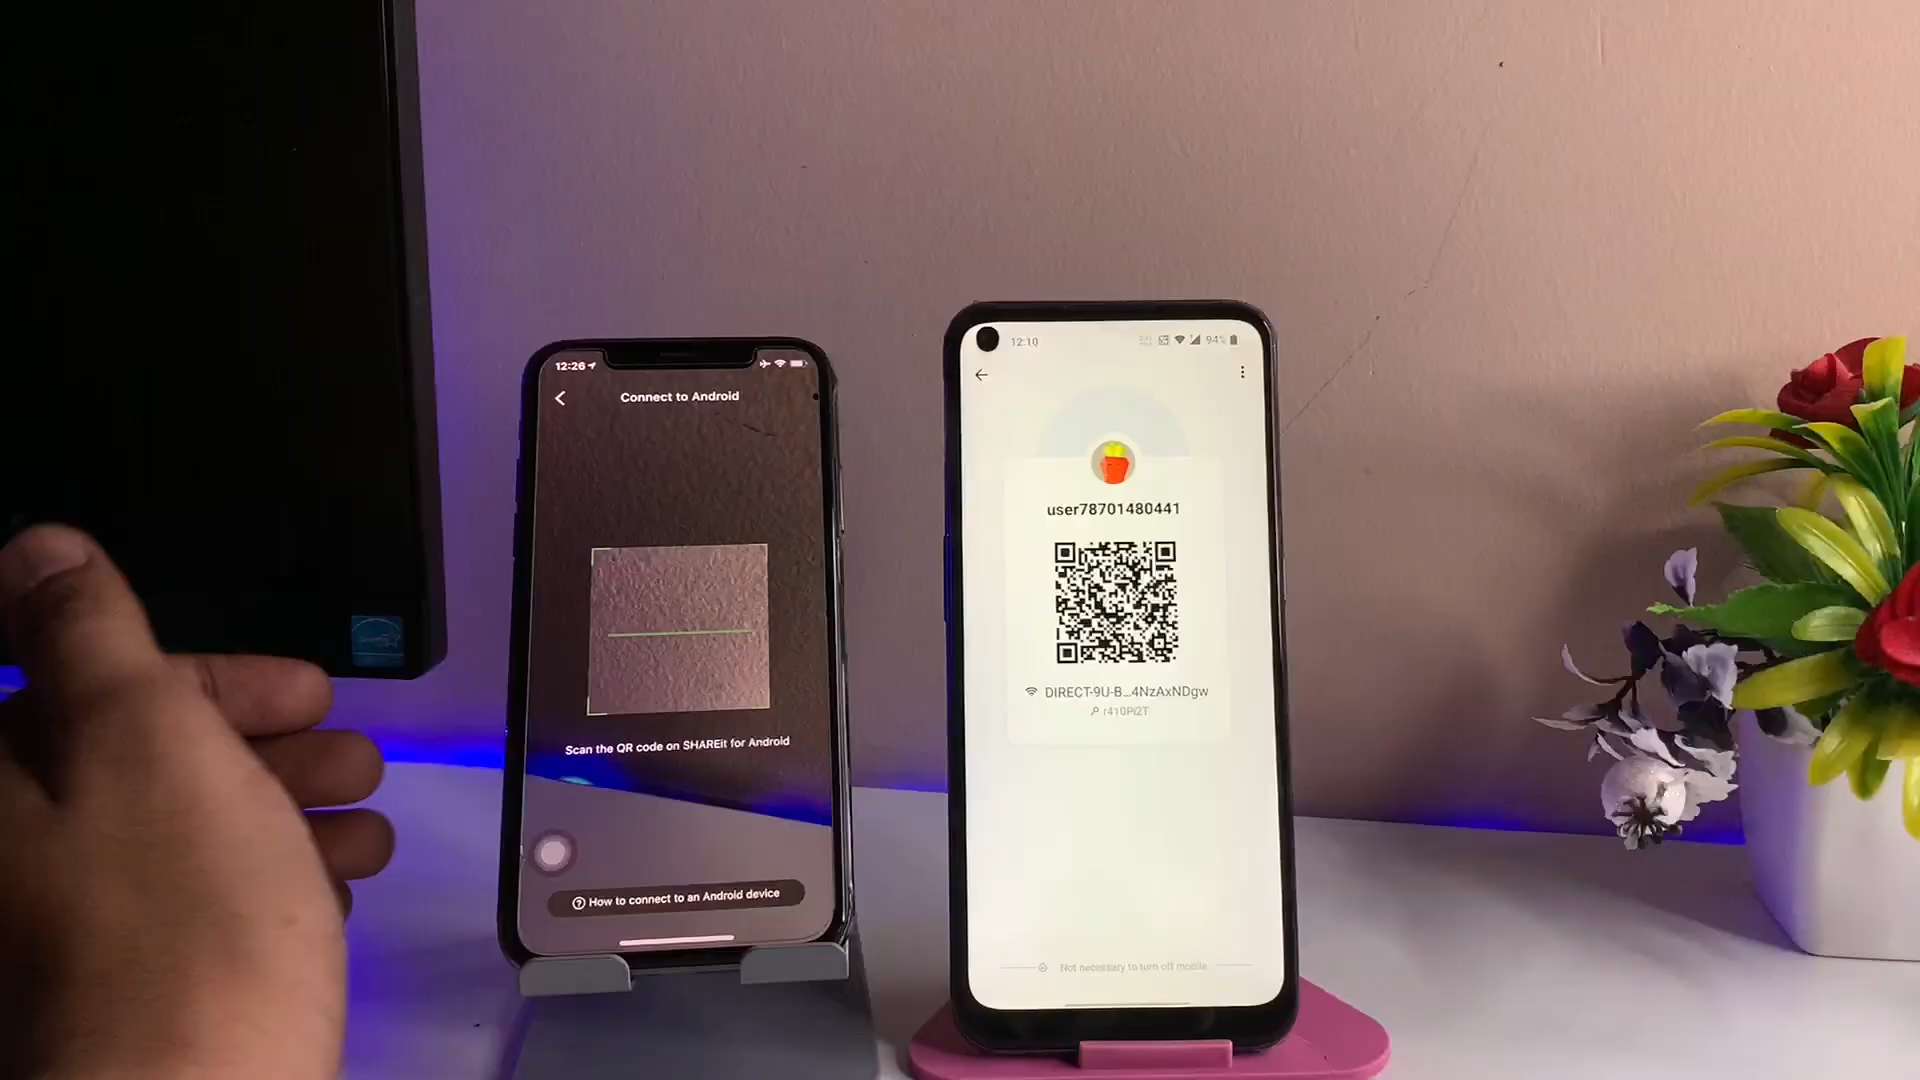 12:26
Connect to Android
Scan the QR code on SHAREit for Android
How to connect to an Android device
12:10
94%
user78701480441
DIRECT-9U-B...4NzAxNDgw
r410Pi2T
Not necessary to turn off mobile